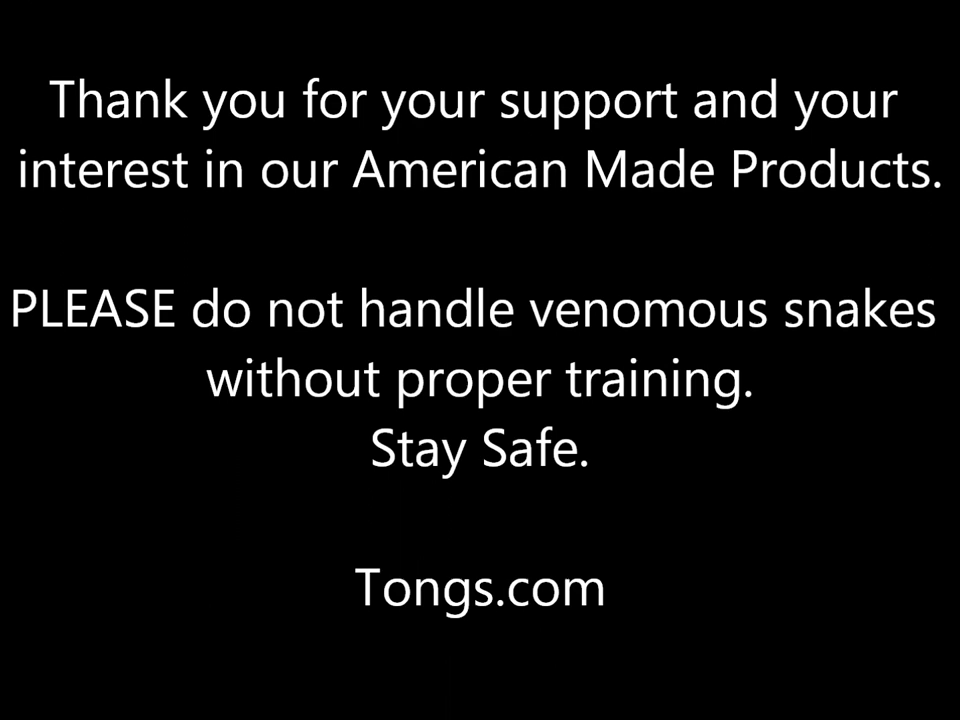 Thank you for your support and your
interest in our American Made Products.
PLEASE do not handle venomous snakes
without proper training.
Stay Safe.
Tongs.com